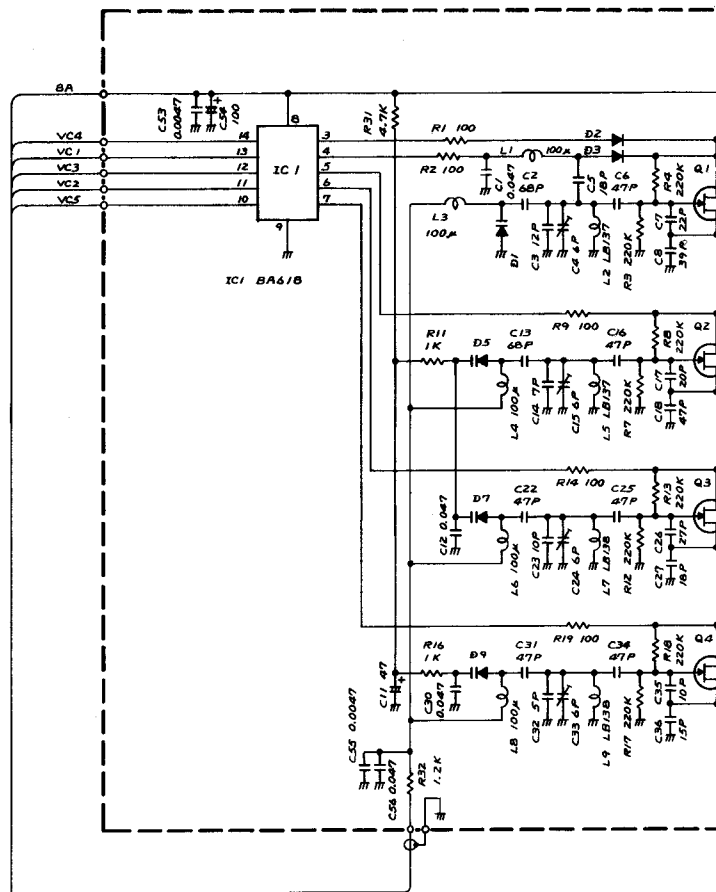 8A
C53
0.0047
C54
100
8
R31
4.7K
VC4
14
3
R1 100
D2
VC1
13
4
L1
100μ
D3
VC3
12
IC1
5
R2 100
C1
0.047
C2
68P
C5
18P
C6
47P
R4
220K
Q1
VC2
11
6
VC5
10
7
L3
100μ
D1
C3 12P
C4 6P
L2 LB137
R3 220K
C7
22P
C8
39P
9
IC1 BA618
R9 100
R11
1K
D5
C13
68P
C16
47P
R8
220K
Q2
L4 100μ
C14 7P
C15 6P
L5 LB137
R7 220K
C17
20P
C18
47P
R14 100
D7
C22
47P
C25
47P
R13
220K
Q3
C12 0.047
L6 100μ
C23 10P
C24 6P
L7 LB138
R12 220K
C26
27P
C27
18P
R19 100
R16
1K
D9
C31
47P
C34
47P
R18
220K
Q4
C11 47
C30
0.047
L8 100μ
C32 5P
C33 6P
L9 LB138
R17 220K
C35
10P
C36
15P
C55 0.0047
C56 0.047
R32
1.2K